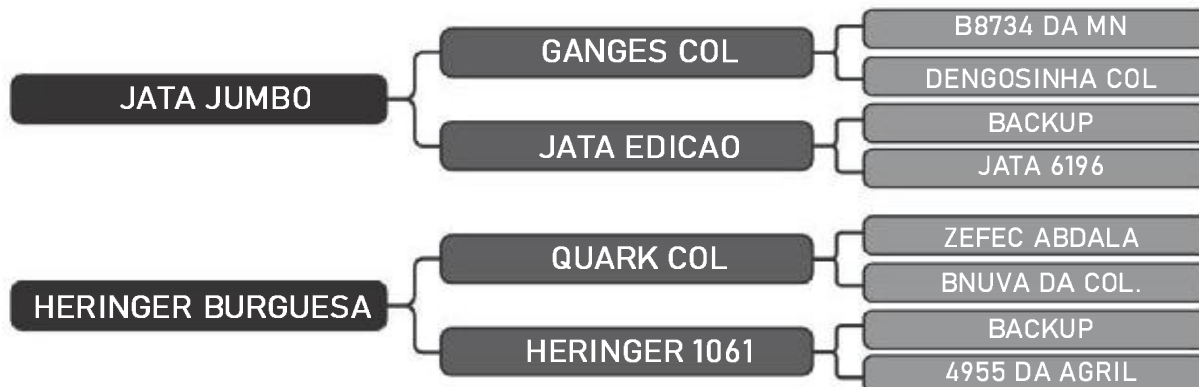 B8734 DA MN
GANGES COL
DENGOSINHA COL
JATA JUMBO
BACKUP
JATA EDICAO
JATA 6196
ZEFEC ABDALA
QUARK COL
BNUVA DA COL.
HERINGER BURGUESA
BACKUP
HERINGER 1061
4955 DA AGRIL